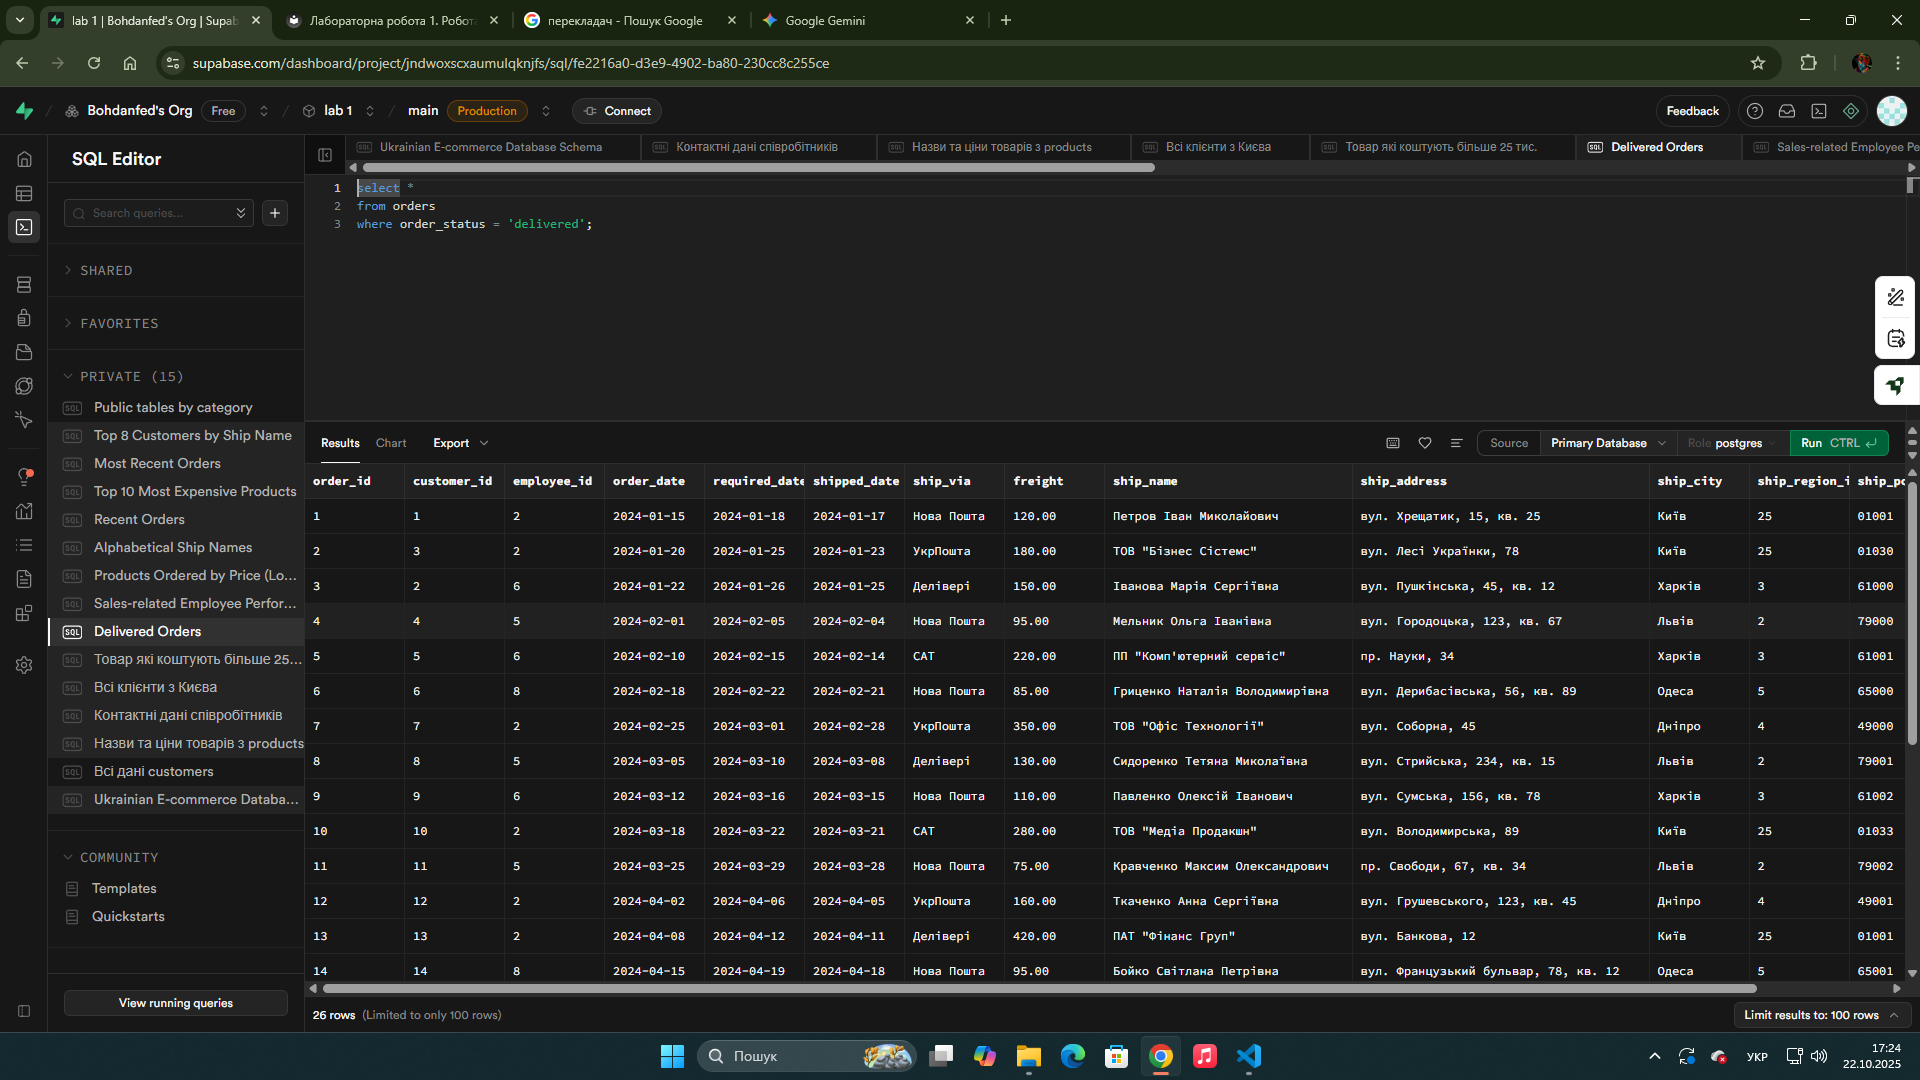 lab 1 | Bohdanfed's Org | Supab
Лабораторна робота 1. Робота
перекладач - Пошук Google
Google Gemini
supabase.com/dashboard/project/jndwoxscxaumulqknjfs/sql/fe2216a0-d3e9-4902-ba80-230cc8c255ce
Bohdanfed's Org Free lab 1 main Production Connect Feedback
SQL Editor
Ukrainian E-commerce Database Schema
Контактні дані співробітників
Назви та ціни товарів з products
Всі клієнти з Києва
Товар які коштують більше 25 тис.
Delivered Orders
Sales-related Employee Pe
Search queries...
SHARED
FAVORITES
PRIVATE (15)
SQL Public tables by category
SQL Top 8 Customers by Ship Name
SQL Most Recent Orders
SQL Top 10 Most Expensive Products
SQL Recent Orders
SQL Alphabetical Ship Names
SQL Products Ordered by Price (Lo...
SQL Sales-related Employee Perfor...
SQL Delivered Orders
SQL Товар які коштують більше 25...
SQL Всі клієнти з Києва
SQL Контактні дані співробітників
SQL Назви та ціни товарів з products
SQL Всі дані customers
SQL Ukrainian E-commerce Databa...
COMMUNITY
Templates
Quickstarts
View running queries
1 select *
2 from orders
3 where order_status = 'delivered';
Results Chart Export Source Primary Database Role postgres Run CTRL
order_id customer_id employee_id order_date required_date shipped_date ship_via freight ship_name ship_address ship_city ship_region_i ship_po
1 1 2 2024-01-15 2024-01-18 2024-01-17 Нова Пошта 120.00 Петров Іван Миколайович вул. Хрещатик, 15, кв. 25 Київ 25 01001
2 3 2 2024-01-20 2024-01-25 2024-01-23 УкрПошта 180.00 ТОВ "Бізнес Сістемс" вул. Лесі Українки, 78 Київ 25 01030
3 2 6 2024-01-22 2024-01-26 2024-01-25 Делівері 150.00 Іванова Марія Сергіївна вул. Пушкінська, 45, кв. 12 Харків 3 61000
4 4 5 2024-02-01 2024-02-05 2024-02-04 Нова Пошта 95.00 Мельник Ольга Іванівна вул. Городоцька, 123, кв. 67 Львів 2 79000
5 5 6 2024-02-10 2024-02-15 2024-02-14 САТ 220.00 ПП "Комп'ютерний сервіс" пр. Науки, 34 Харків 3 61001
6 6 8 2024-02-18 2024-02-22 2024-02-21 Нова Пошта 85.00 Гриценко Наталія Володимирівна вул. Дерибасівська, 56, кв. 89 Одеса 5 65000
7 7 2 2024-02-25 2024-03-01 2024-02-28 УкрПошта 350.00 ТОВ "Офіс Технології" вул. Соборна, 45 Дніпро 4 49000
8 8 5 2024-03-05 2024-03-10 2024-03-08 Делівері 130.00 Сидоренко Тетяна Миколаївна вул. Стрийська, 234, кв. 15 Львів 2 79001
9 9 6 2024-03-12 2024-03-16 2024-03-15 Нова Пошта 110.00 Павленко Олексій Іванович вул. Сумська, 156, кв. 78 Харків 3 61002
10 10 2 2024-03-18 2024-03-22 2024-03-21 САТ 280.00 ТОВ "Медіа Продакшн" вул. Володимирська, 89 Київ 25 01033
11 11 5 2024-03-25 2024-03-29 2024-03-28 Нова Пошта 75.00 Кравченко Максим Олександрович пр. Свободи, 67, кв. 34 Львів 2 79002
12 12 2 2024-04-02 2024-04-06 2024-04-05 УкрПошта 160.00 Ткаченко Анна Сергіївна вул. Грушевського, 123, кв. 45 Дніпро 4 49001
13 13 2 2024-04-08 2024-04-12 2024-04-11 Делівері 420.00 ПАТ "Фінанс Груп" вул. Банкова, 12 Київ 25 01001
14 14 8 2024-04-15 2024-04-19 2024-04-18 Нова Пошта 95.00 Бойко Світлана Петрівна вул. Французький бульвар, 78, кв. 12 Одеса 5 65001
26 rows (Limited to only 100 rows) Limit results to: 100 rows
Пошук
УКР
17:24
22.10.2025